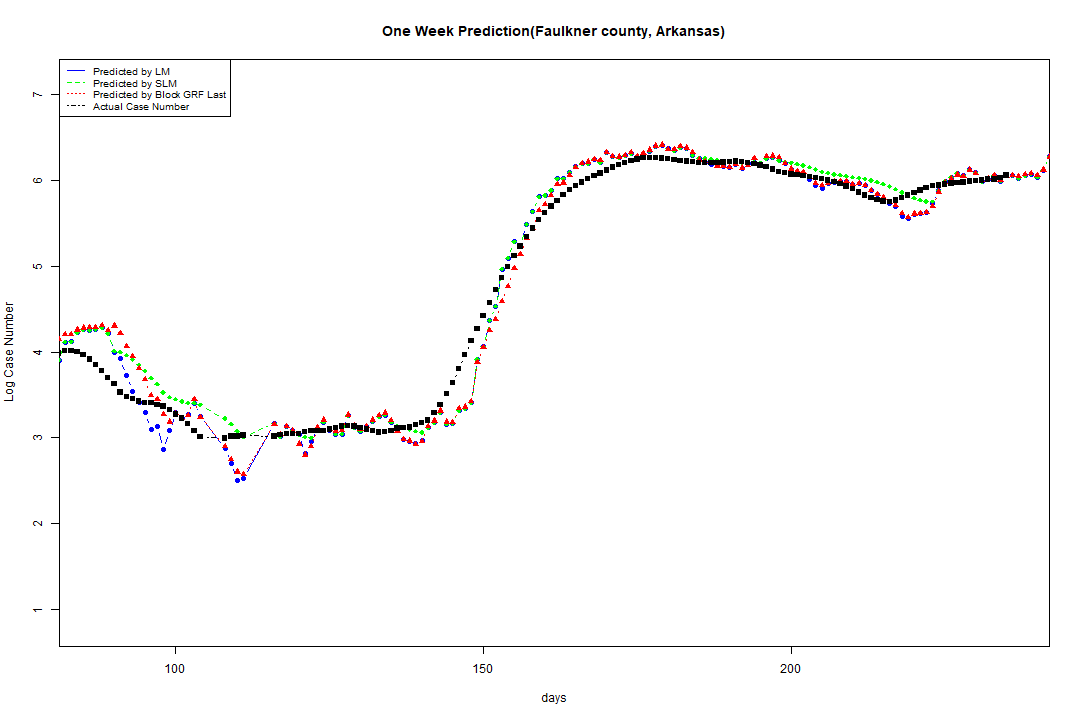 One Week Prediction(Faulkner county, Arkansas)
Predicted by LM
Predicted by SLM
Predicted by Block GRF Last
Actual Case Number
7
6
5
4
3
2
1
Log Case Number
100 150 200
days